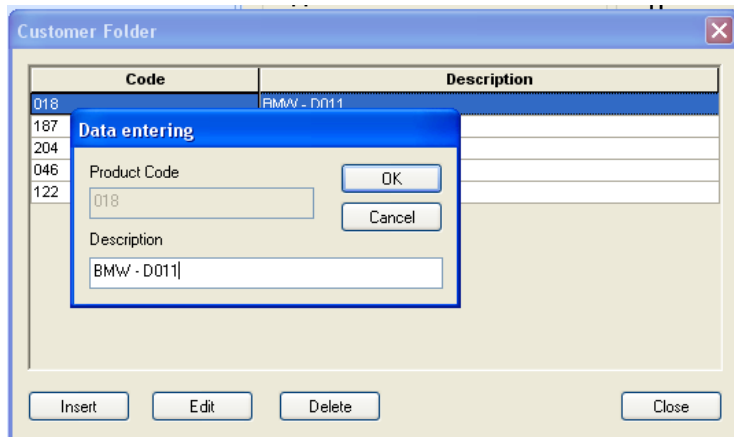 Customer Folder
Code Description
018 BMW - D011
187
204
046
122
Data entering
Product Code
018
OK
Cancel
Description
BMW - D011
Insert Edit Delete Close